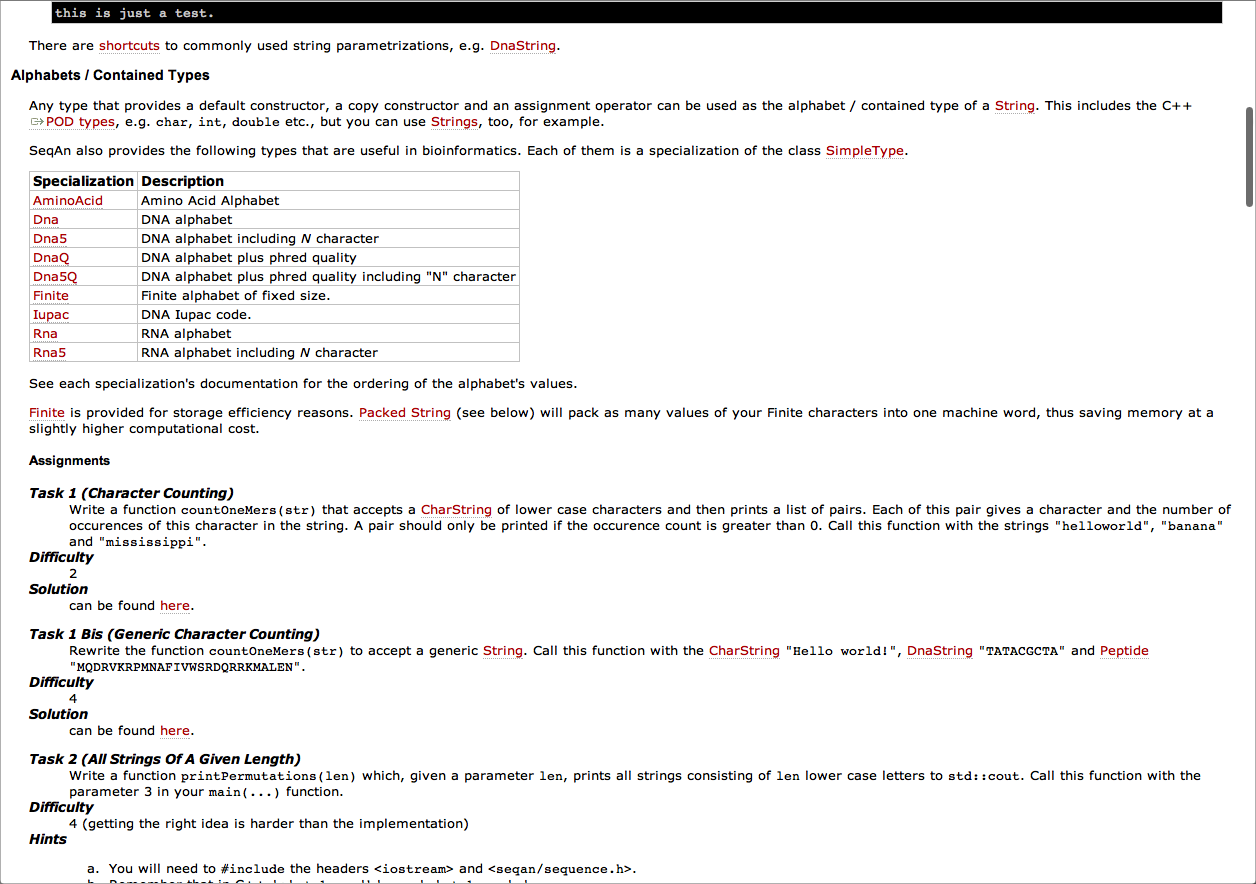 this is just a test.
There are shortcuts to commonly used string parametrizations, e.g. DnaString.
Alphabets / Contained Types
Any type that provides a default constructor, a copy constructor and an assignment operator can be used as the alphabet / contained type of a String. This includes the C++
POD types, e.g. char, int, double etc., but you can use Strings, too, for example.
SeqAn also provides the following types that are useful in bioinformatics. Each of them is a specialization of the class SimpleType.
Specialization Description
AminoAcid Amino Acid Alphabet
Dna DNA alphabet
Dna5 DNA alphabet including N character
DnaQ DNA alphabet plus phred quality
Dna5Q DNA alphabet plus phred quality including "N" character
Finite Finite alphabet of fixed size.
Iupac DNA Iupac code.
Rna RNA alphabet
Rna5 RNA alphabet including N character
See each specialization's documentation for the ordering of the alphabet's values.
Finite is provided for storage efficiency reasons. Packed String (see below) will pack as many values of your Finite characters into one machine word, thus saving memory at a
slightly higher computational cost.
Assignments
Task 1 (Character Counting)
Write a function countOneMers(str) that accepts a CharString of lower case characters and then prints a list of pairs. Each of this pair gives a character and the number of
occurences of this character in the string. A pair should only be printed if the occurence count is greater than 0. Call this function with the strings "helloworld", "banana"
and "mississippi".
Difficulty
2
Solution
can be found here.
Task 1 Bis (Generic Character Counting)
Rewrite the function countOneMers(str) to accept a generic String. Call this function with the CharString "Hello world!", DnaString "TATACGCTA" and Peptide
"MQDRVKRPMNAFIVWSRDQRRKMALEN".
Difficulty
4
Solution
can be found here.
Task 2 (All Strings Of A Given Length)
Write a function printPermutations(len) which, given a parameter len, prints all strings consisting of len lower case letters to std::cout. Call this function with the
parameter 3 in your main(...) function.
Difficulty
4 (getting the right idea is harder than the implementation)
Hints
a. You will need to #include the headers <iostream> and <seqan/sequence.h>.